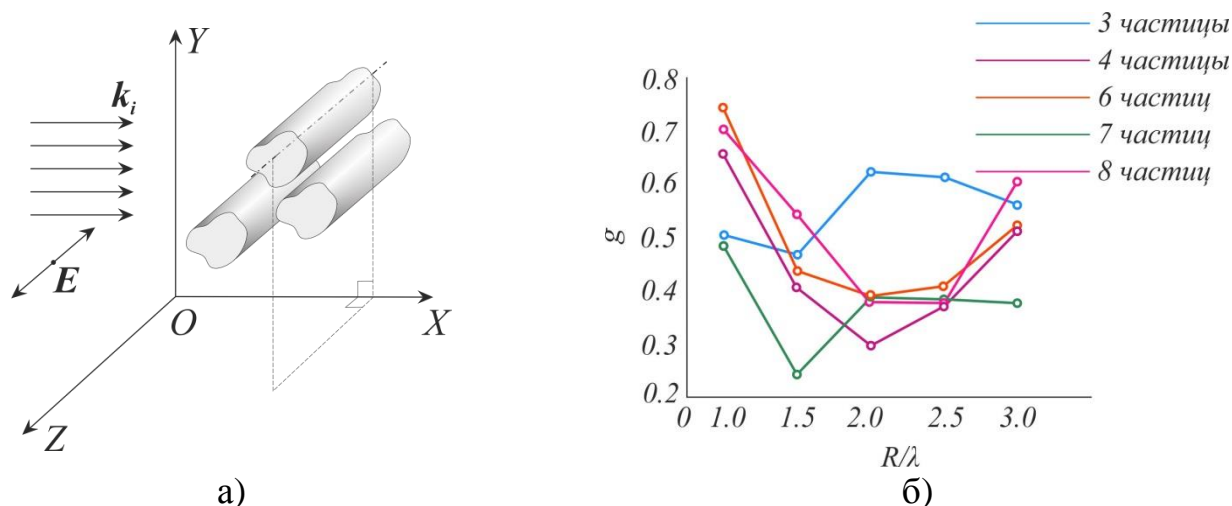 Y
k_i
E
O
X
Z
а)
3 частицы
4 частицы
6 частиц
7 частиц
8 частиц
0.8
0.7
0.6
0.5
0.4
0.3
0.2
g
0 1.0 1.5 2.0 2.5 3.0
R/λ
б)